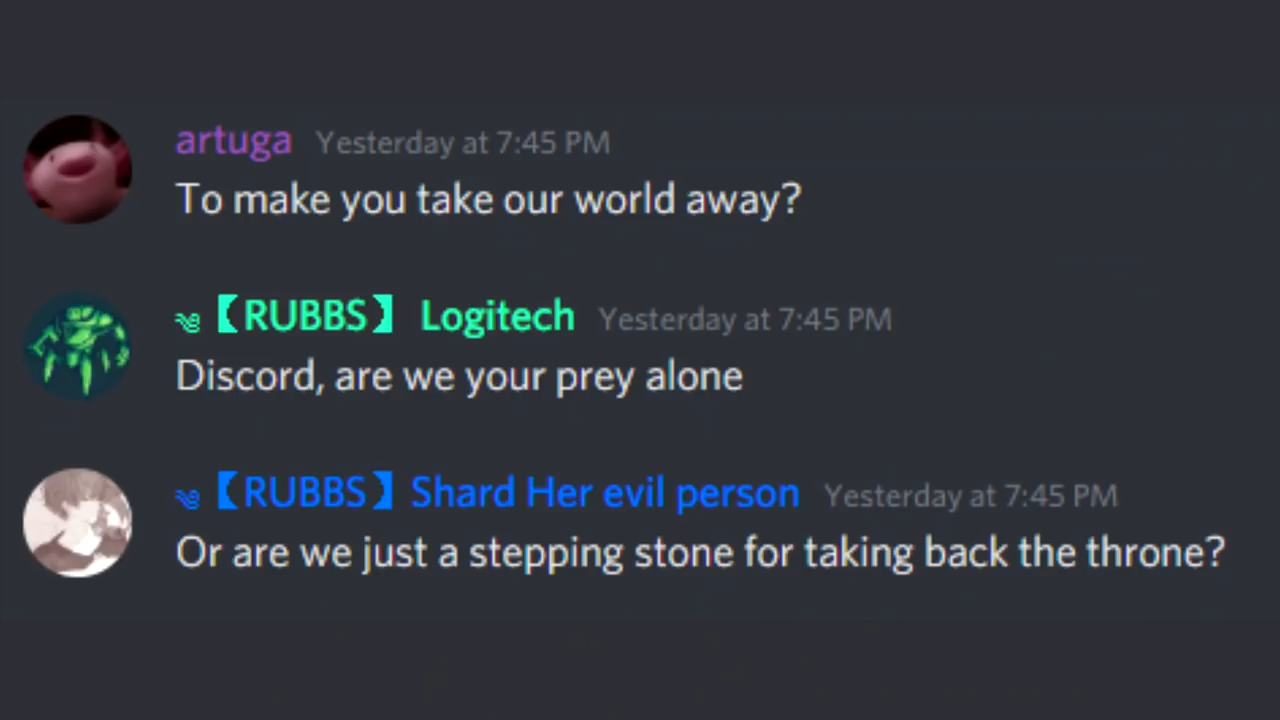 artuga Yesterday at 7:45 PM
To make you take our world away?
༄【RUBBS】 Logitech Yesterday at 7:45 PM
Discord, are we your prey alone
༄【RUBBS】Shard Her evil person Yesterday at 7:45 PM
Or are we just a stepping stone for taking back the throne?